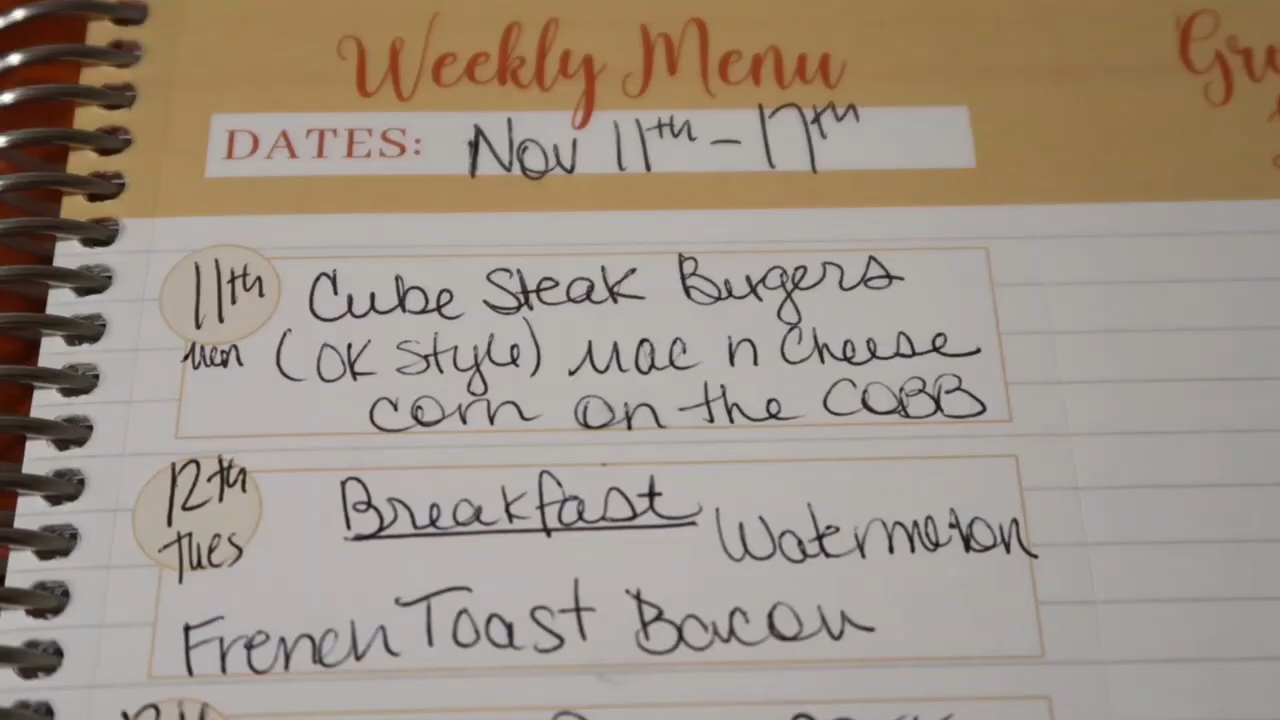 Weekly Menu
Gr
DATES: Nov 11th - 17th
11th Cube Steak Burgers
Mon (OK Style) Mac n Cheese
corn on the COBB
12th Breakfast
Tues Watermelon
French Toast Bacon